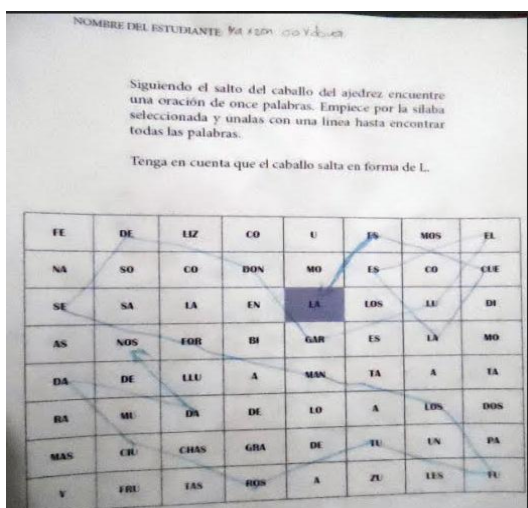 NOMBRE DEL ESTUDIANTE
Siguiendo el salto del caballo del ajedrez encuentre
una oración de once palabras. Empiece por la sílaba
seleccionada y únalas con una linea hasta encontrar
todas las palabras.
Tenga en cuenta que el caballo salta en forma de L.
FE DE LIZ CO U ES MOS EL
NA SO CO DON MO ES CO CUE
SE SA LA EN LA LOS LU DI
AS NOS FOR BI GAR ES LA MO
DA DE LLU A MAN TA A TA
RA MU DA DE LO A LOS DOS
MAS CIU CHAS GRA DE TU UN PA
Y FRU TAS ROS A ZU LES TU